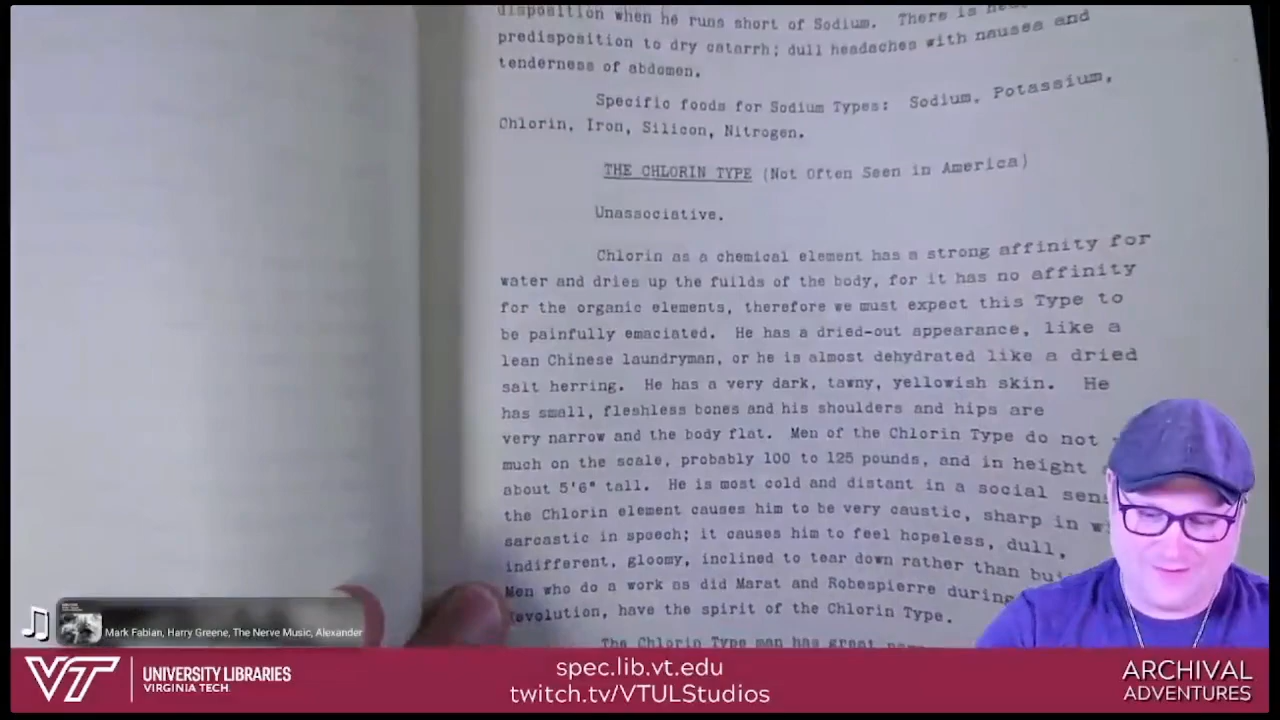 disposition when he runs short of Sodium. There is
predisposition to dry catarrh; dull headaches with nausea and
tenderness of abdomen.
Specific foods for Sodium Types: Sodium, Potassium,
Chlorin, Iron, Silicon, Nitrogen.
THE CHLORIN TYPE (Not Often Seen in America)
Unassociative.
Chlorin as a chemical element has a strong affinity for
water and dries up the fuilds of the body, for it has no affinity
for the organic elements, therefore we must expect this Type to
be painfully emaciated. He has a dried-out appearance, like a
lean Chinese laundryman, or he is almost dehydrated like a dried
salt herring. He has a very dark, tawny, yellowish skin. He
has small, fleshless bones and his shoulders and hips are
very narrow and the body flat. Men of the Chlorin Type do not
much on the scale, probably 100 to 125 pounds, and in height
about 5'6" tall. He is most cold and distant in a social
the Chlorin element causes him to be very caustic, sharp in
sarcastic in speech; it causes him to feel hopeless, dull,
indifferent, gloomy, inclined to tear down rather than
Men who do a work as did Marat and Robespierre during
have the spirit of the Chlorin Type.
The Chlorin Type man has great
Mark Fabian, Harry Greene, The Nerve Music, Alexander
VT UNIVERSITY LIBRARIES
VIRGINIA TECH
spec.lib.vt.edu
twitch.tv/VTULStudios
ARCHIVAL
ADVENTURES